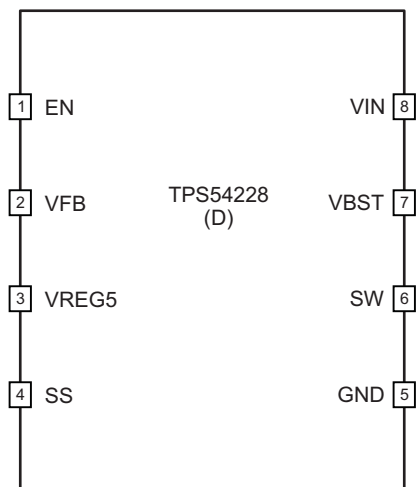 1 EN VIN 8
2 VFB TPS54228 VBST 7
(D)
3 VREG5 SW 6
4 SS GND 5